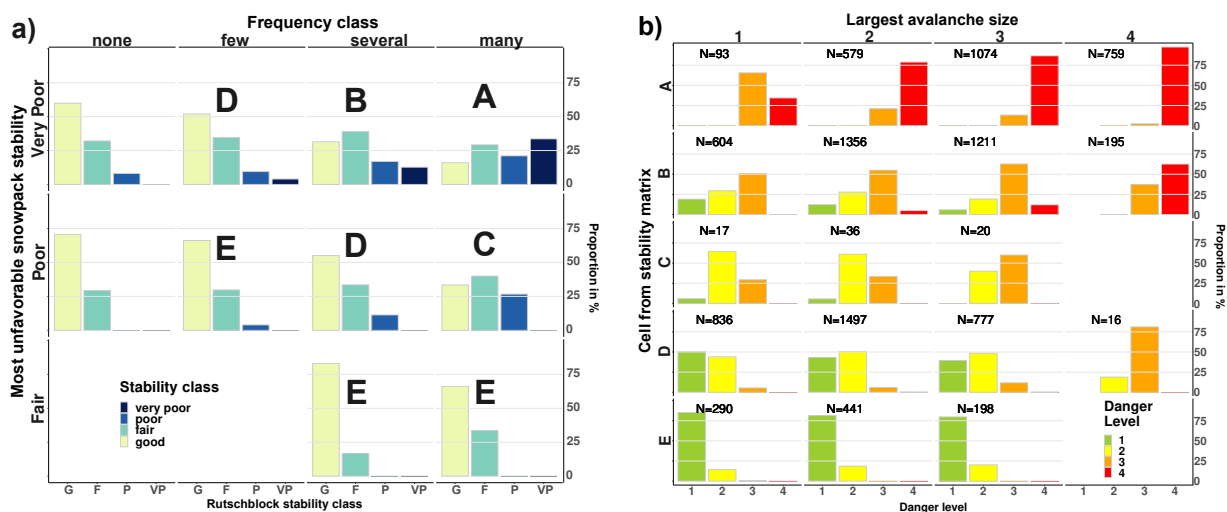 a)
Frequency class
none few several many
Most unfavorable snowpack stability
Very Poor
D B A
75
50
25
0
Poor
E D C
75
50
25
0
Proportion in %
Fair
E E
75
50
25
0
Stability class
very poor
poor
fair
good
G F P VP G F P VP G F P VP G F P VP
Rutschblock stability class
b)
Largest avalanche size
1 2 3 4
Cell from stability matrix
A
N=93 N=579 N=1074 N=759
75
50
25
0
B
N=604 N=1356 N=1211 N=195
75
50
25
0
C
N=17 N=36 N=20
75
50
25
0
Proportion in %
D
N=836 N=1497 N=777 N=16
75
50
25
0
E
N=290 N=441 N=198
75
50
25
0
Danger
Level
1
2
3
4
1 2 3 4 1 2 3 4 1 2 3 4 1 2 3 4
Danger level